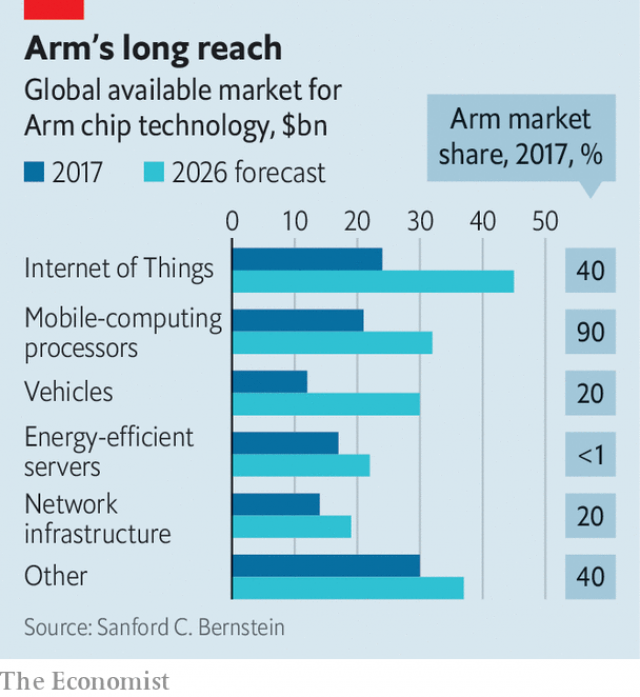 Arm's long reach
Global available market for
Arm chip technology, $bn
2017
2026 forecast
Arm market
share, 2017, %
0 10 20 30 40 50
Internet of Things
40
Mobile-computing
processors
90
Vehicles
20
Energy-efficient
servers
<1
Network
infrastructure
20
Other
40
Source: Sanford C. Bernstein
The Economist